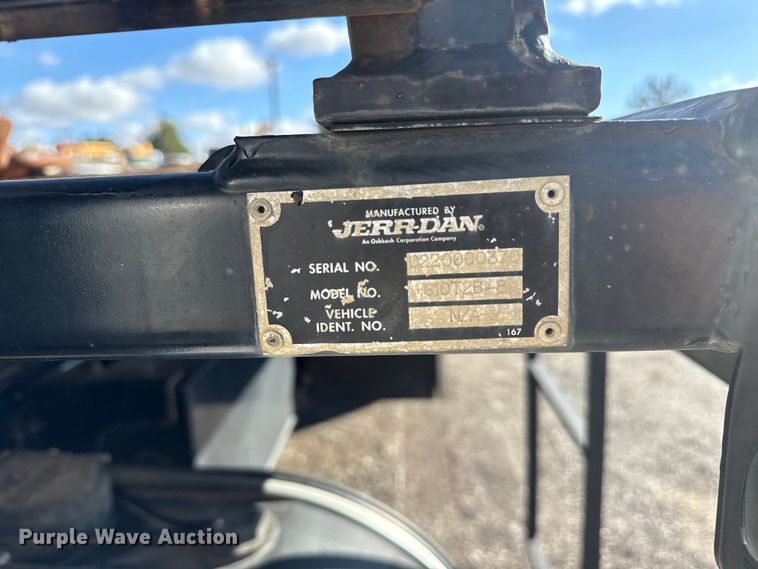 MANUFACTURED BY
JERR-DAN®
An Oshkosh Corporation Company
SERIAL NO.
MODEL NO.
VEHICLE
IDENT. NO. N/A
167
Purple Wave Auction